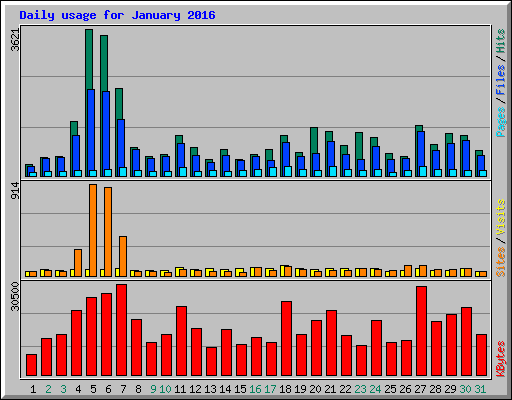 Daily usage for January 2016
3621
Pages / Files / Hits
914
Sites / Visits
30500
KBytes
1 2 3 4 5 6 7 8 9 10 11 12 13 14 15 16 17 18 19 20 21 22 23 24 25 26 27 28 29 30 31